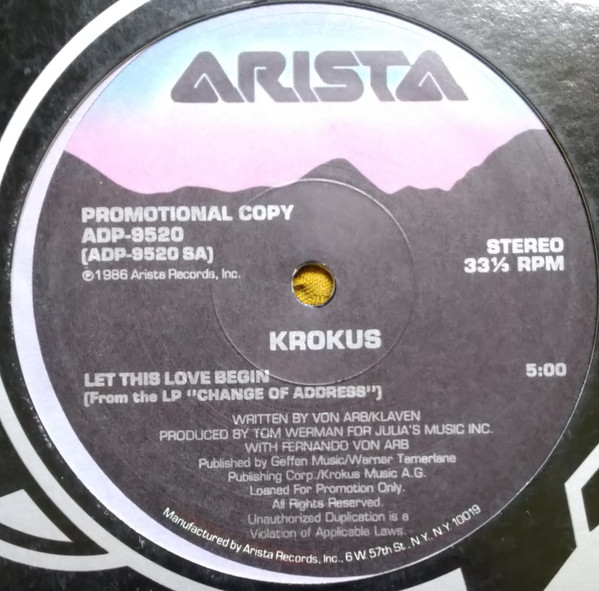 ARISTA
PROMOTIONAL COPY
ADP-9520
(ADP-9520 SA)
℗1986 Arista Records, Inc.
STEREO
33⅓ RPM
KROKUS
LET THIS LOVE BEGIN
5:00
(From the LP "CHANGE OF ADDRESS")
WRITTEN BY VON ARB/KLAVEN
PRODUCED BY TOM WERMAN FOR JULIA'S MUSIC INC.
WITH FERNANDO VON ARB
Published by Geffen Music/Warner Tamerlane
Publishing Corp./Krokus Music A.G.
Loaned For Promotion Only.
All Rights Reserved.
Unauthorized Duplication is a
Violation of Applicable Laws.
Manufactured by Arista Records, Inc., 6 W. 57th St., N.Y., N.Y. 10019